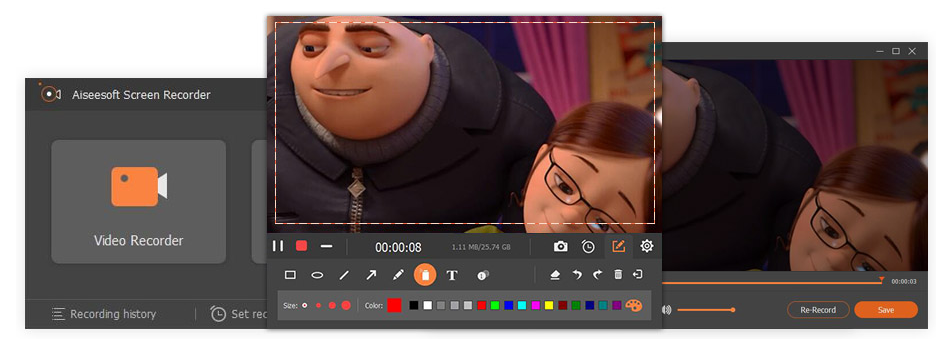 Aiseesoft Screen Recorder
Video Recorder
Recording history
Set rec
00:00:08
1.11 MB/25.74 GB
T
Size:
Color:
00:00:03
Re-Record
Save